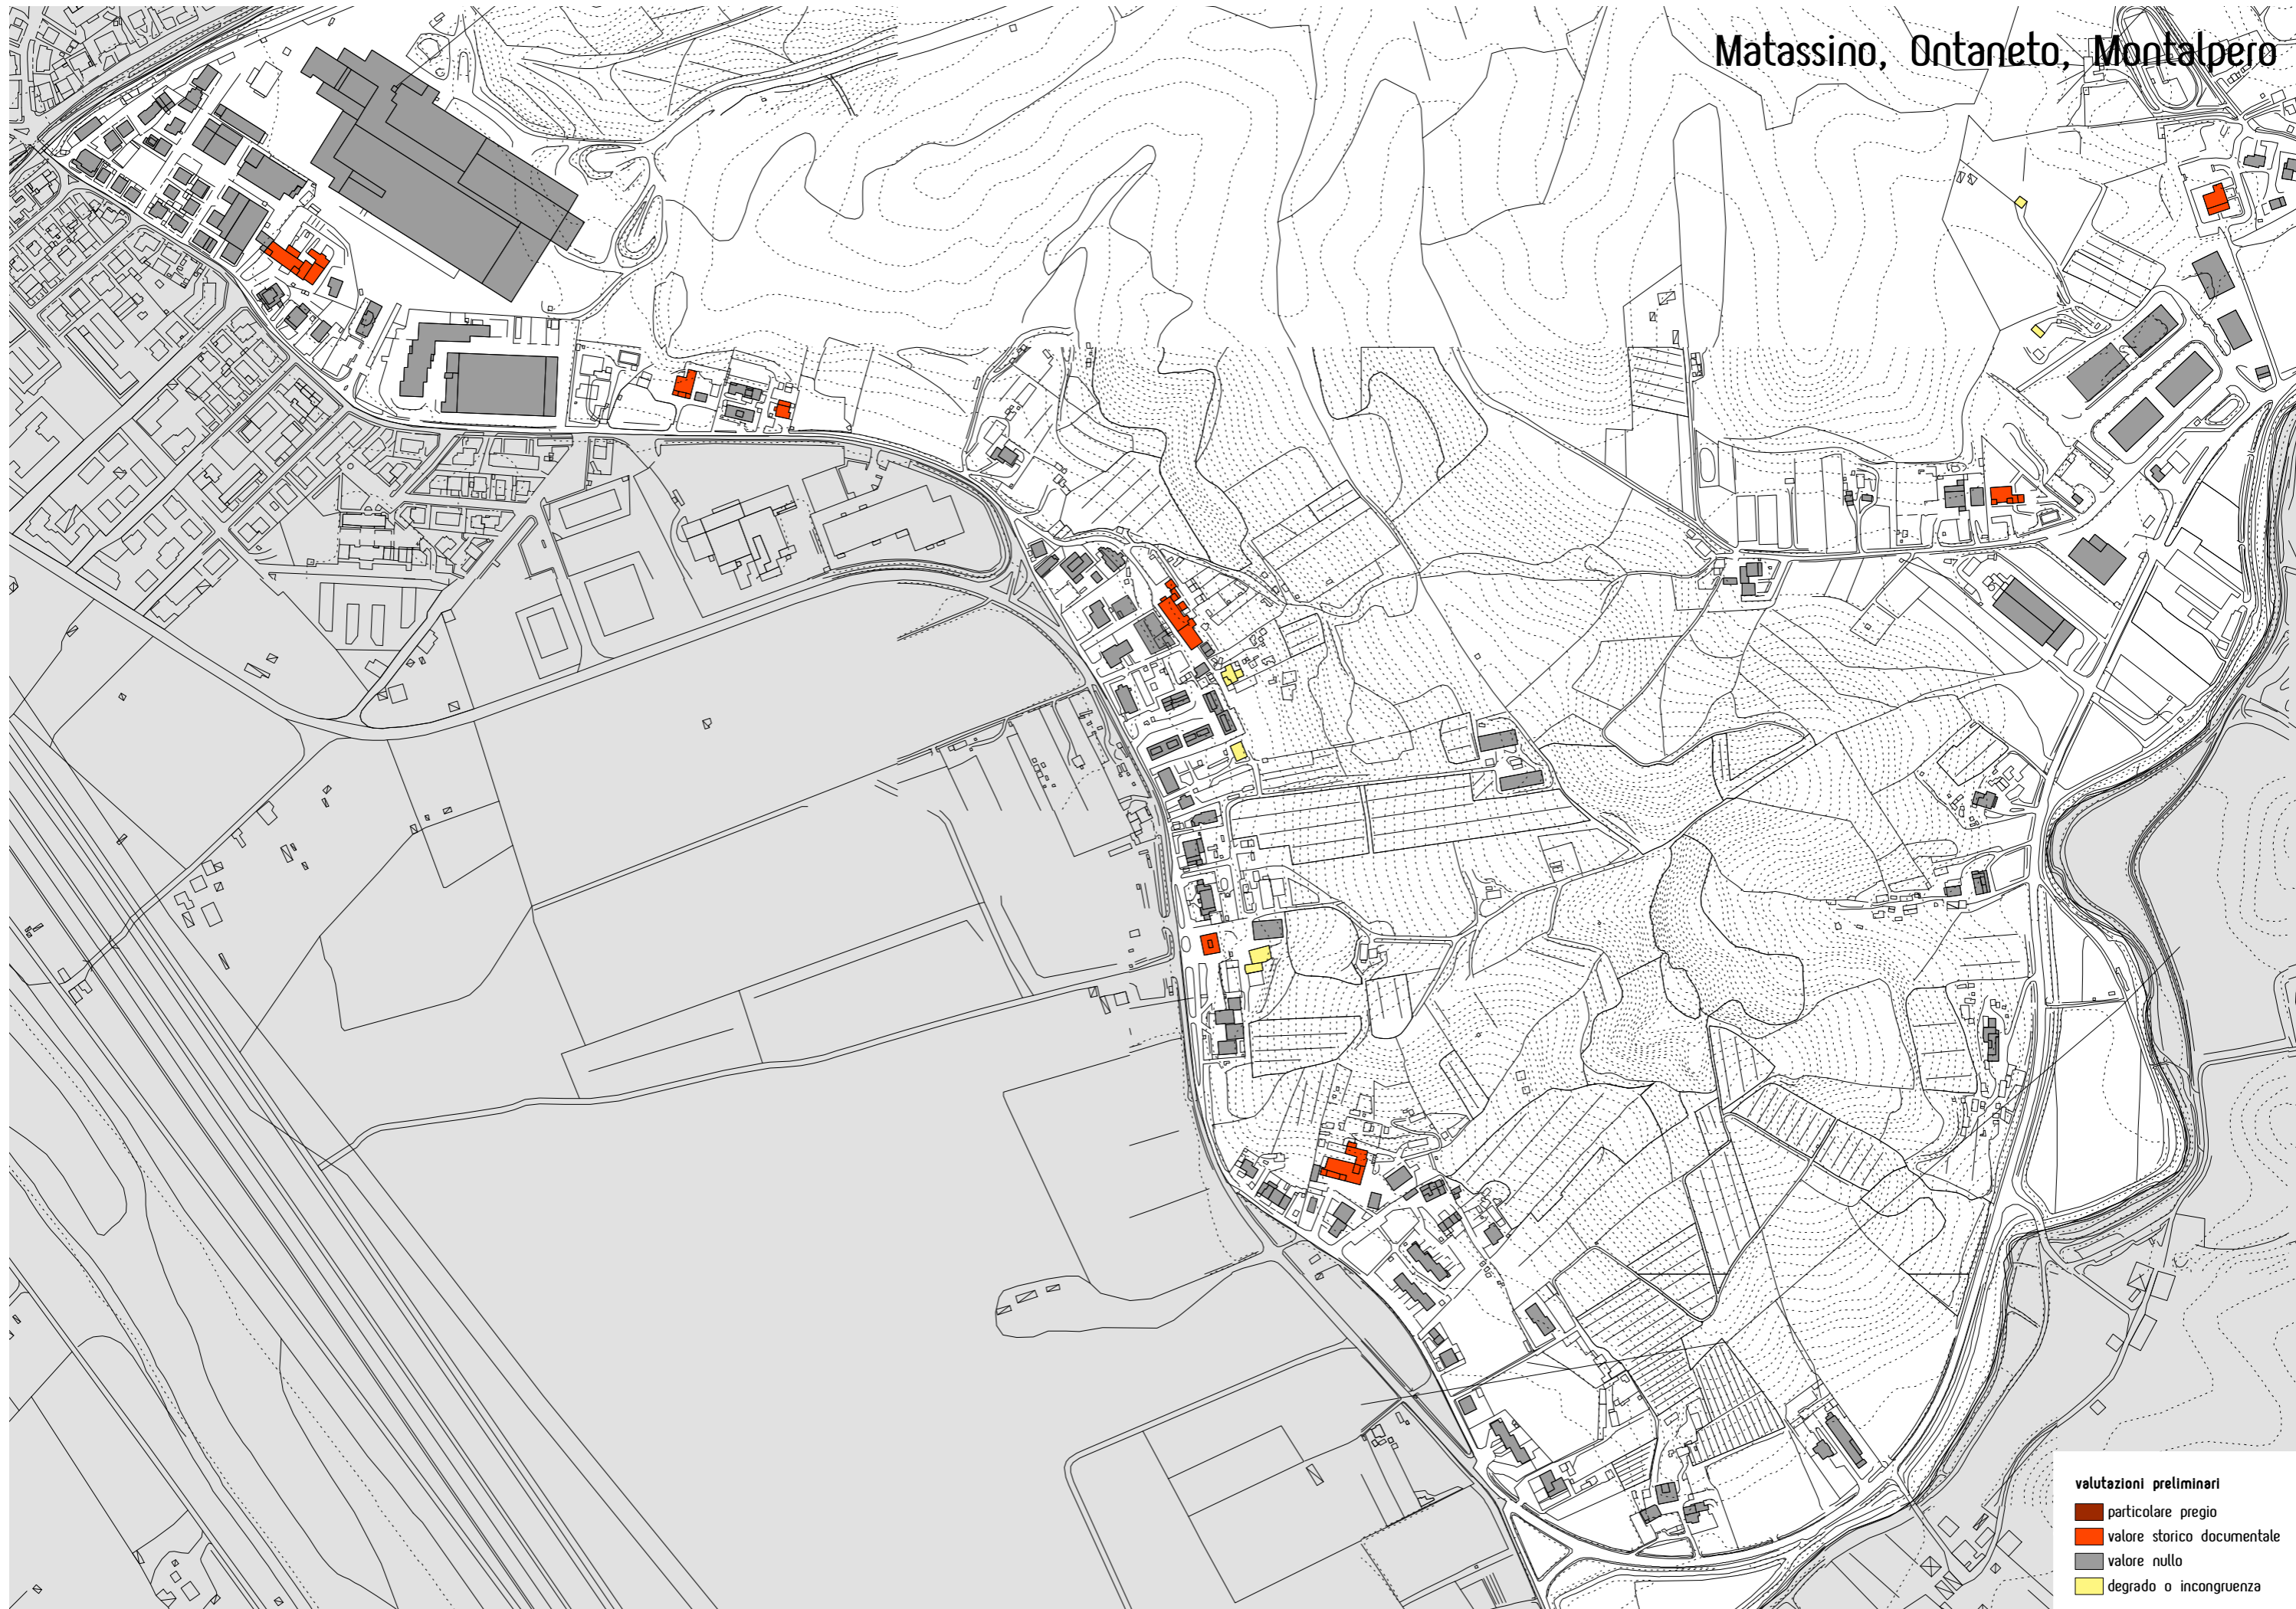 Matassino, Ontaneto, Montalpero
valutazioni preliminari
particolare pregio
valore storico documentale
valore nullo
degrado o incongruenza